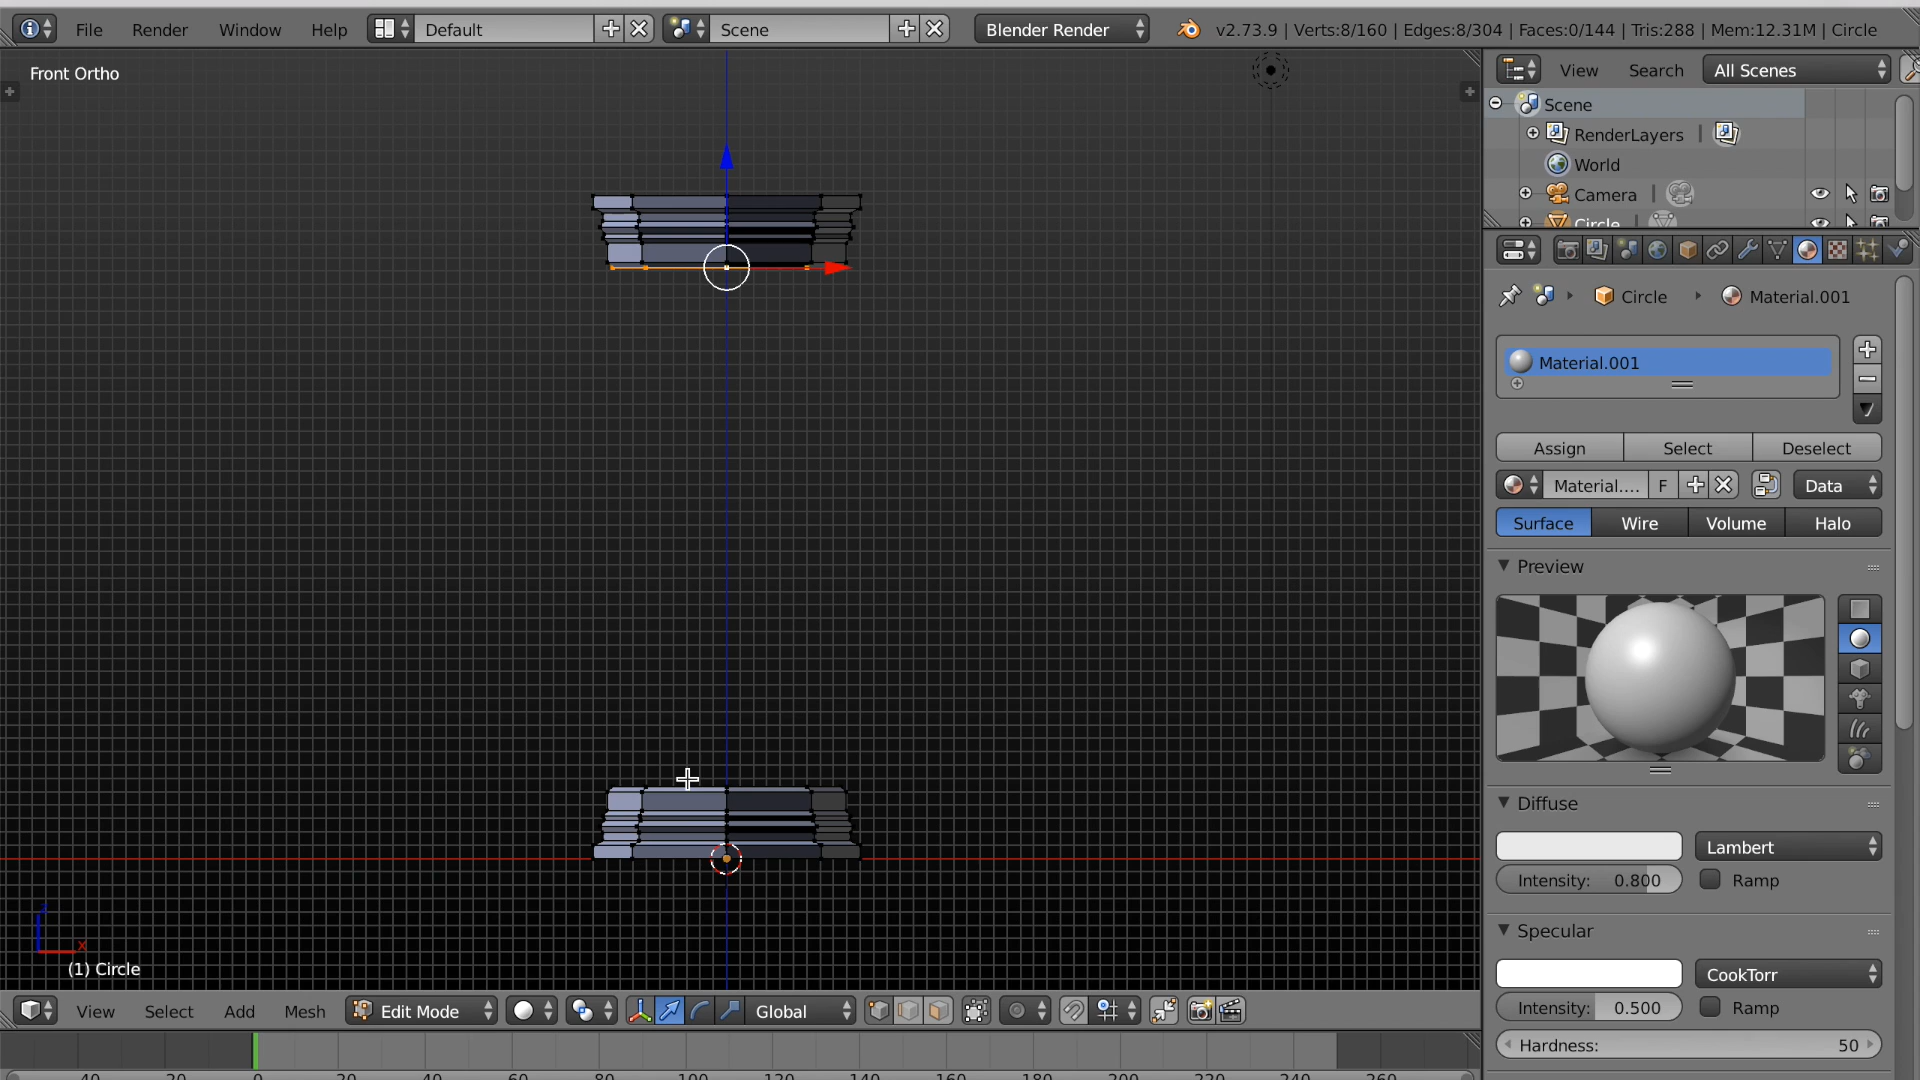 File Render Window Help Default Scene Blender Render v2.73.9 | Verts:8/160 | Edges:8/304 | Faces:0/144 | Tris:288 | Mem:12.31M | Circle
Front Ortho
View Search All Scenes
Scene
RenderLayers
World
Camera
Circle
Circle Material.001
Material.001
Assign Select Deselect
Material.... F Data
Surface Wire Volume Halo
Preview
Diffuse
Lambert
Intensity: 0.800 Ramp
Specular
CookTorr
Intensity: 0.500 Ramp
Hardness: 50
z
x
(1) Circle
View Select Add Mesh Edit Mode Global
-40 -20 0 20 40 60 80 100 120 140 160 180 200 220 240 260